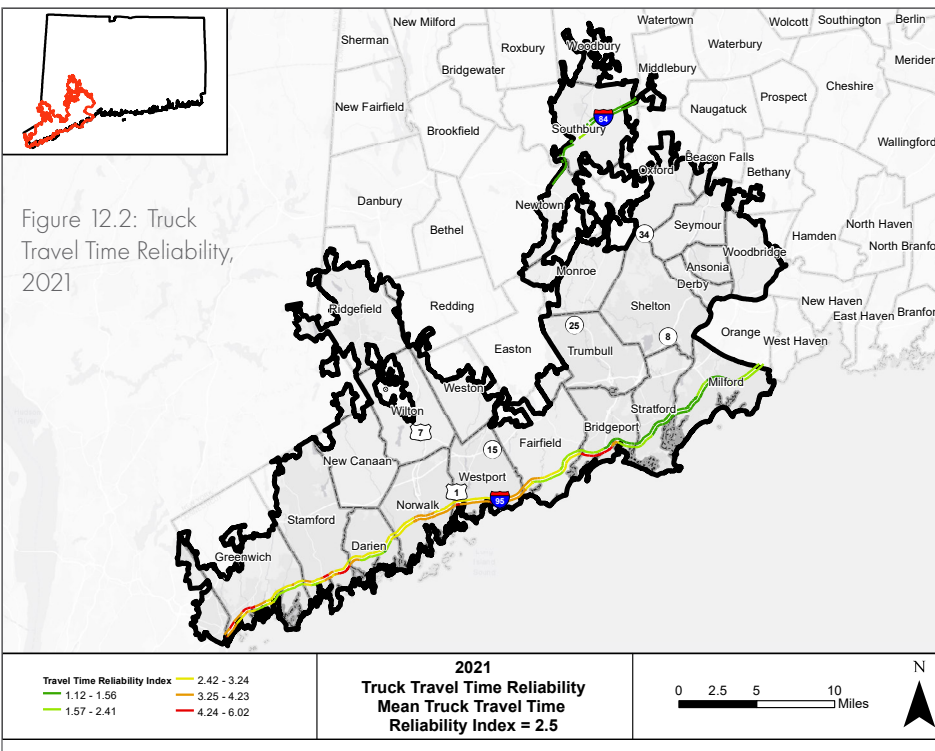 New Milford
Watertown
Wolcott
Southington
Berlin
Sherman
Roxbury
Woodbury
Waterbury
Bridgewater
Middlebury
Cheshire
New Fairfield
Naugatuck
Prospect
84
Southbury
Brookfield
Wallingford
Beacon Falls
Oxford
Bethany
Danbury
Newtown
Figure 12.2: Truck
Travel Time Reliability,
2021
Bethel
34
Seymour
Hamden
North Haven
Woodbridge
Ansonia
Monroe
Derby
Ridgefield
Redding
Shelton
New Haven
East Haven
25
8
Orange
West Haven
Easton
Trumbull
Weston
Milford
Wilton
Stratford
7
Bridgeport
15
Fairfield
New Canaan
Westport
1
95
Norwalk
Stamford
Darien
Greenwich
Travel Time Reliability Index
1.12 - 1.56
1.57 - 2.41
2.42 - 3.24
3.25 - 4.23
4.24 - 6.02
2021
Truck Travel Time Reliability
Mean Truck Travel Time
Reliability Index = 2.5
0 2.5 5 10
Miles
N